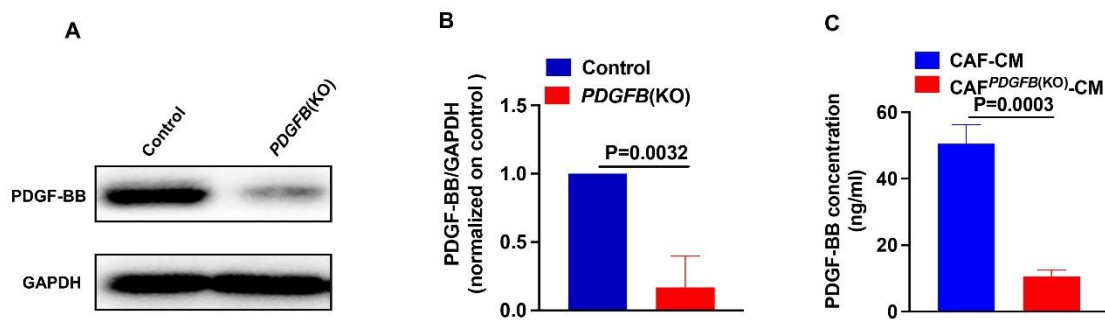 A
Control
PDGFB(KO)
PDGF-BB
GAPDH
B
Control
PDGFB(KO)
PDGF-BB/GAPDH
(normalized on control )
1.5
1.0
0.5
0.0
P=0.0032
C
CAF-CM
CAFPDGFB(KO)-CM
P=0.0003
PDGF-BB concentration
(ng/ml)
60
40
20
0